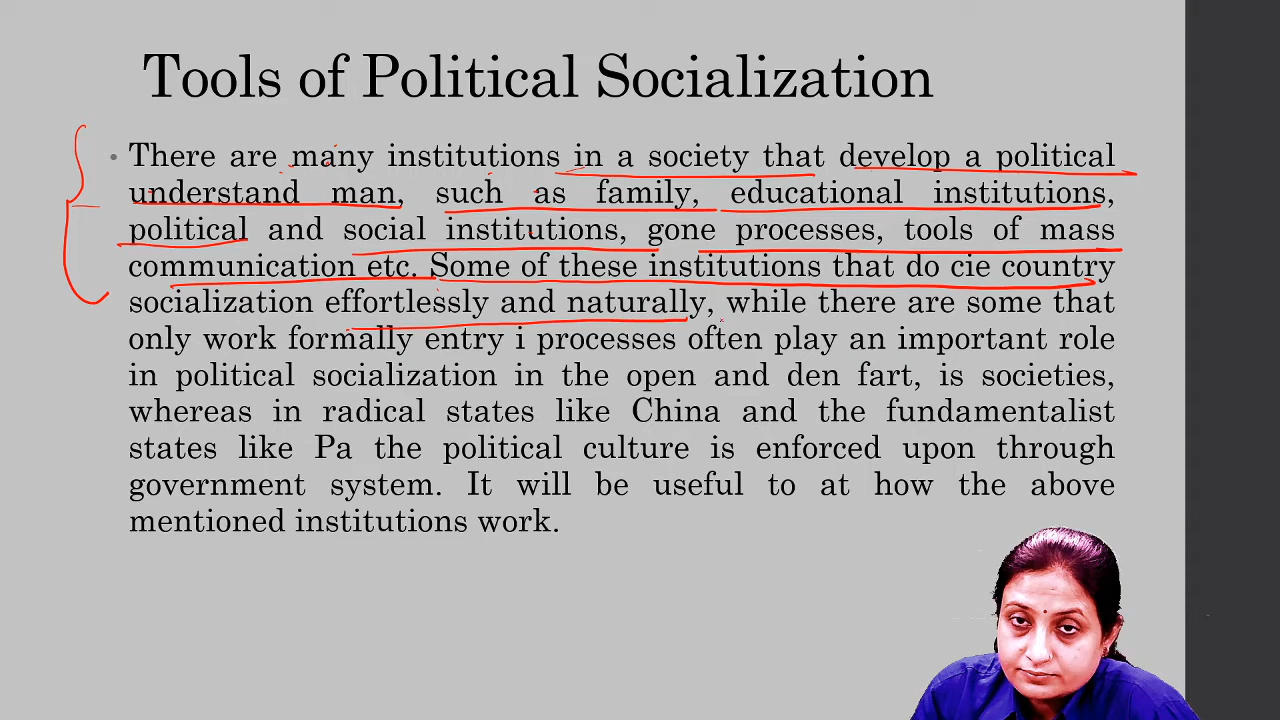 Tools of Political Socialization
• There are many institutions in a society that develop a political
understand man, such as family, educational institutions,
political and social institutions, gone processes, tools of mass
communication etc. Some of these institutions that do cie country
socialization effortlessly and naturally, while there are some that
only work formally entry i processes often play an important role
in political socialization in the open and den fart, is societies,
whereas in radical states like China and the fundamentalist
states like Pa the political culture is enforced upon through
government system. It will be useful to at how the above
mentioned institutions work.